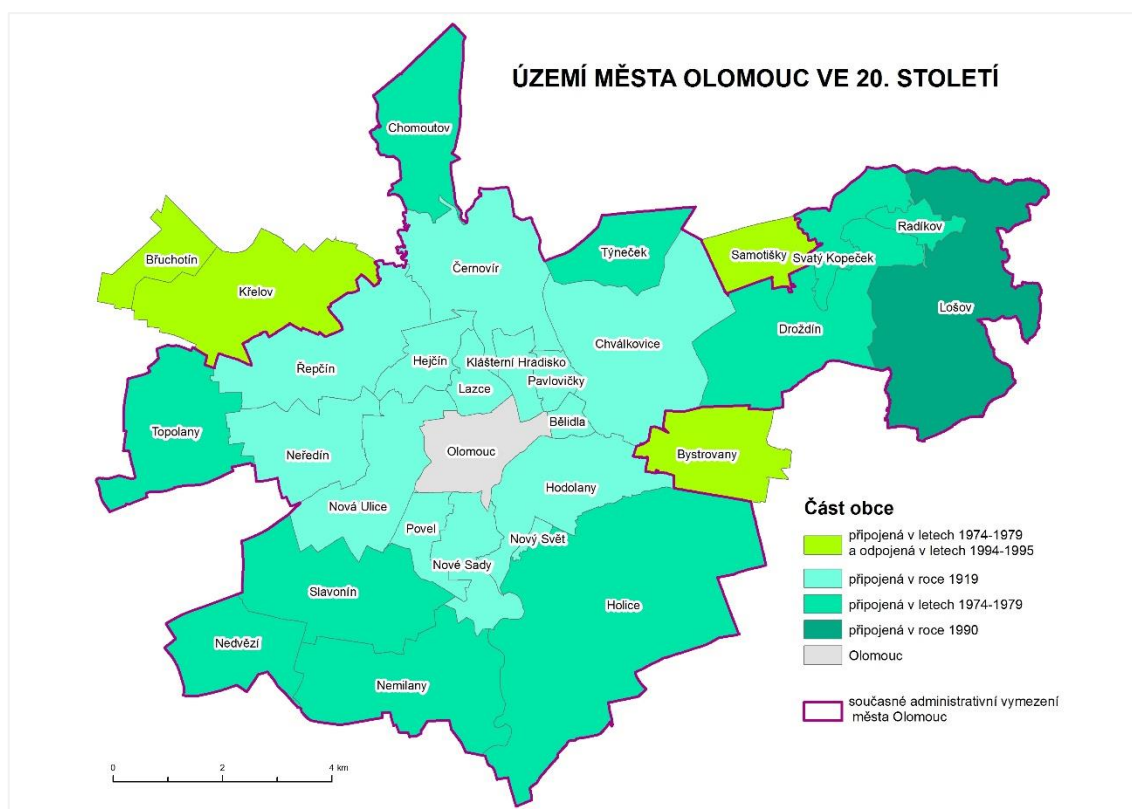 ÚZEMÍ MĚSTA OLOMOUC VE 20. STOLETÍ
Chomoutov
Břuchotín
Křelov
Černovír
Týneček
Samotišky
Svatý Kopeček
Radíkov
Lošov
Droždín
Chválkovice
Řepčín
Hejčín
Klášterní Hradisko
Pavlovičky
Lazce
Bělidla
Topolany
Neředín
Olomouc
Bystrovany
Hodolany
Nová Ulice
Povel
Nový Svět
Nové Sady
Slavonín
Holice
Nedvězí
Nemilany
Část obce
připojená v letech 1974-1979
a odpojená v letech 1994-1995
připojená v roce 1919
připojená v letech 1974-1979
připojená v roce 1990
Olomouc
současné administrativní vymezení
města Olomouc
0 2 4 km